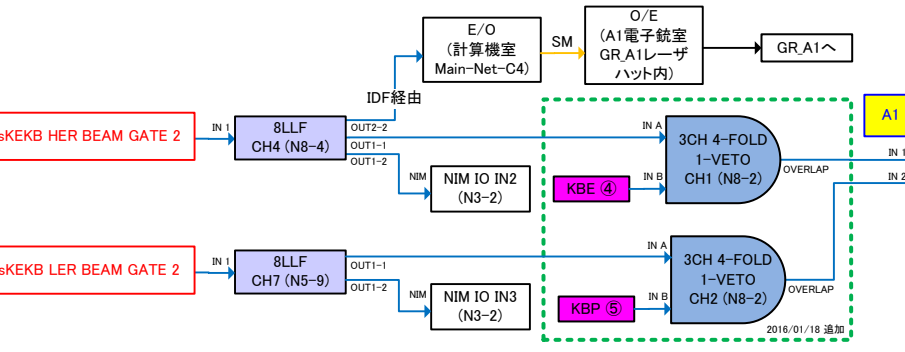 E/O
(計算機室
Main-Net-C4)
SM
O/E
(A1電子銃室
GR_A1レーザ
ハット内)
GR_A1へ
IDF経由
sKEKB HER BEAM GATE 2
IN 1
8LLF
CH4 (N8-4)
OUT2-2
OUT1-1
OUT1-2
NIM
NIM IO IN2
(N3-2)
IN A
IN B
KBE ④
3CH 4-FOLD
1-VETO
CH1 (N8-2)
OVERLAP
A1
IN 1
IN 2
sKEKB LER BEAM GATE 2
IN 1
8LLF
CH7 (N5-9)
OUT1-1
OUT1-2
NIM
NIM IO IN3
(N3-2)
IN A
IN B
KBP ⑤
3CH 4-FOLD
1-VETO
CH2 (N8-2)
OVERLAP
2016/01/18 追加